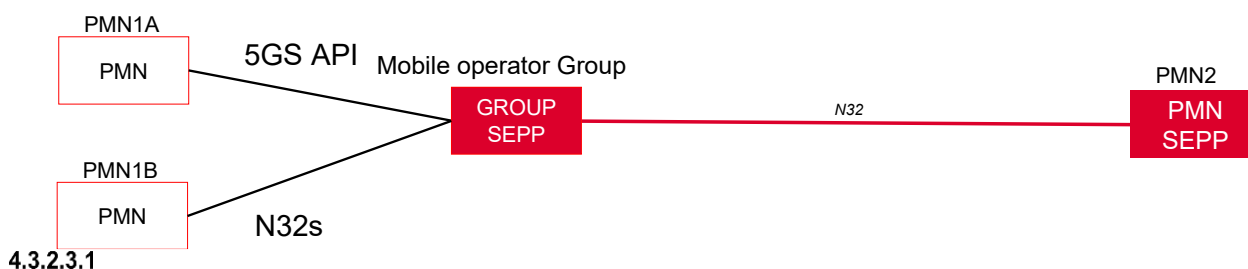 PMN1A
PMN
5GS API
Mobile operator Group
GROUP
SEPP
N32
PMN2
PMN
SEPP
PMN1B
PMN
N32s
4.3.2.3.1